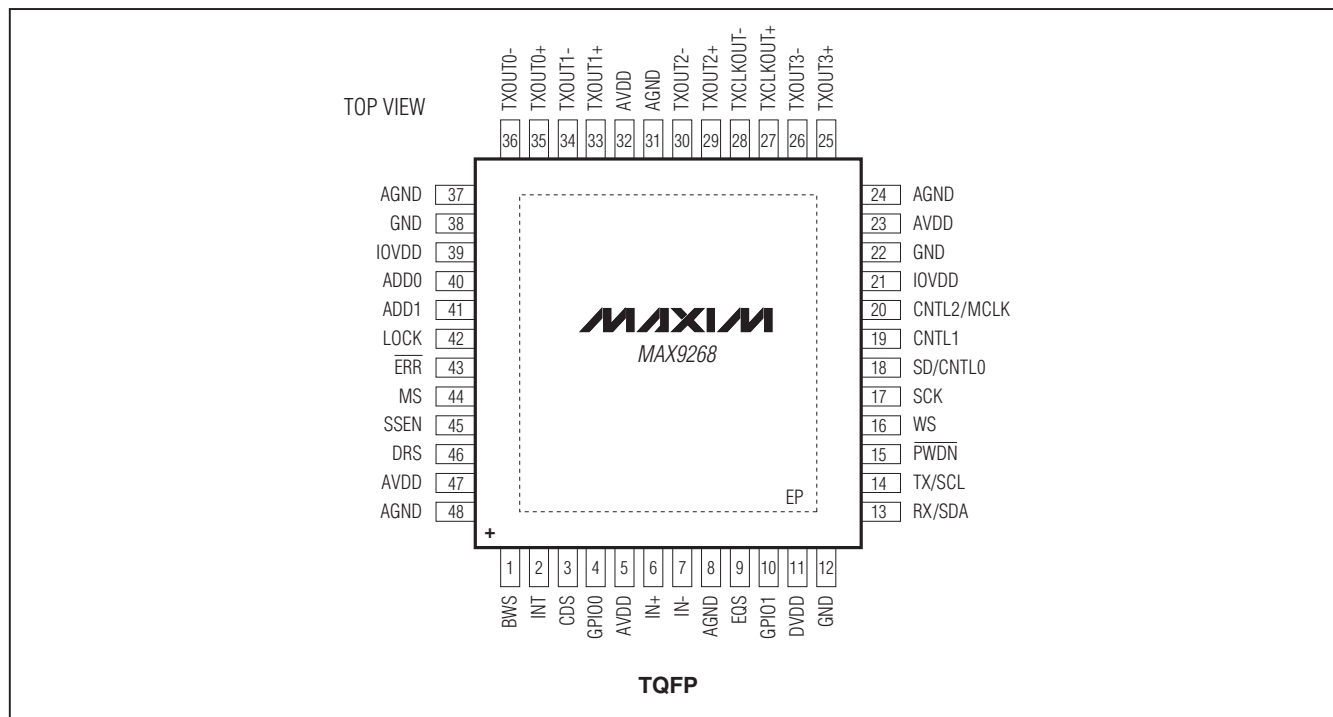 TOP VIEW
TXOUT0-
TXOUT0+
TXOUT1-
TXOUT1+
AVDD
AGND
TXOUT2-
TXOUT2+
TXCLKOUT-
TXCLKOUT+
TXOUT3-
TXOUT3+
36 35 34 33 32 31 30 29 28 27 26 25
AGND 37
GND 38
IOVDD 39
ADD0 40
ADD1 41
LOCK 42
ERR 43
MS 44
SSEN 45
DRS 46
AVDD 47
AGND 48
MAXIM
MAX9268
EP
+
24 AGND
23 AVDD
22 GND
21 IOVDD
20 CNTL2/MCLK
19 CNTL1
18 SD/CNTL0
17 SCK
16 WS
15 PWDN
14 TX/SCL
13 RX/SDA
1 2 3 4 5 6 7 8 9 10 11 12
BWS
INT
CDS
GPIO0
AVDD
IN+
IN-
AGND
EQS
GPIO1
DVDD
GND
TQFP